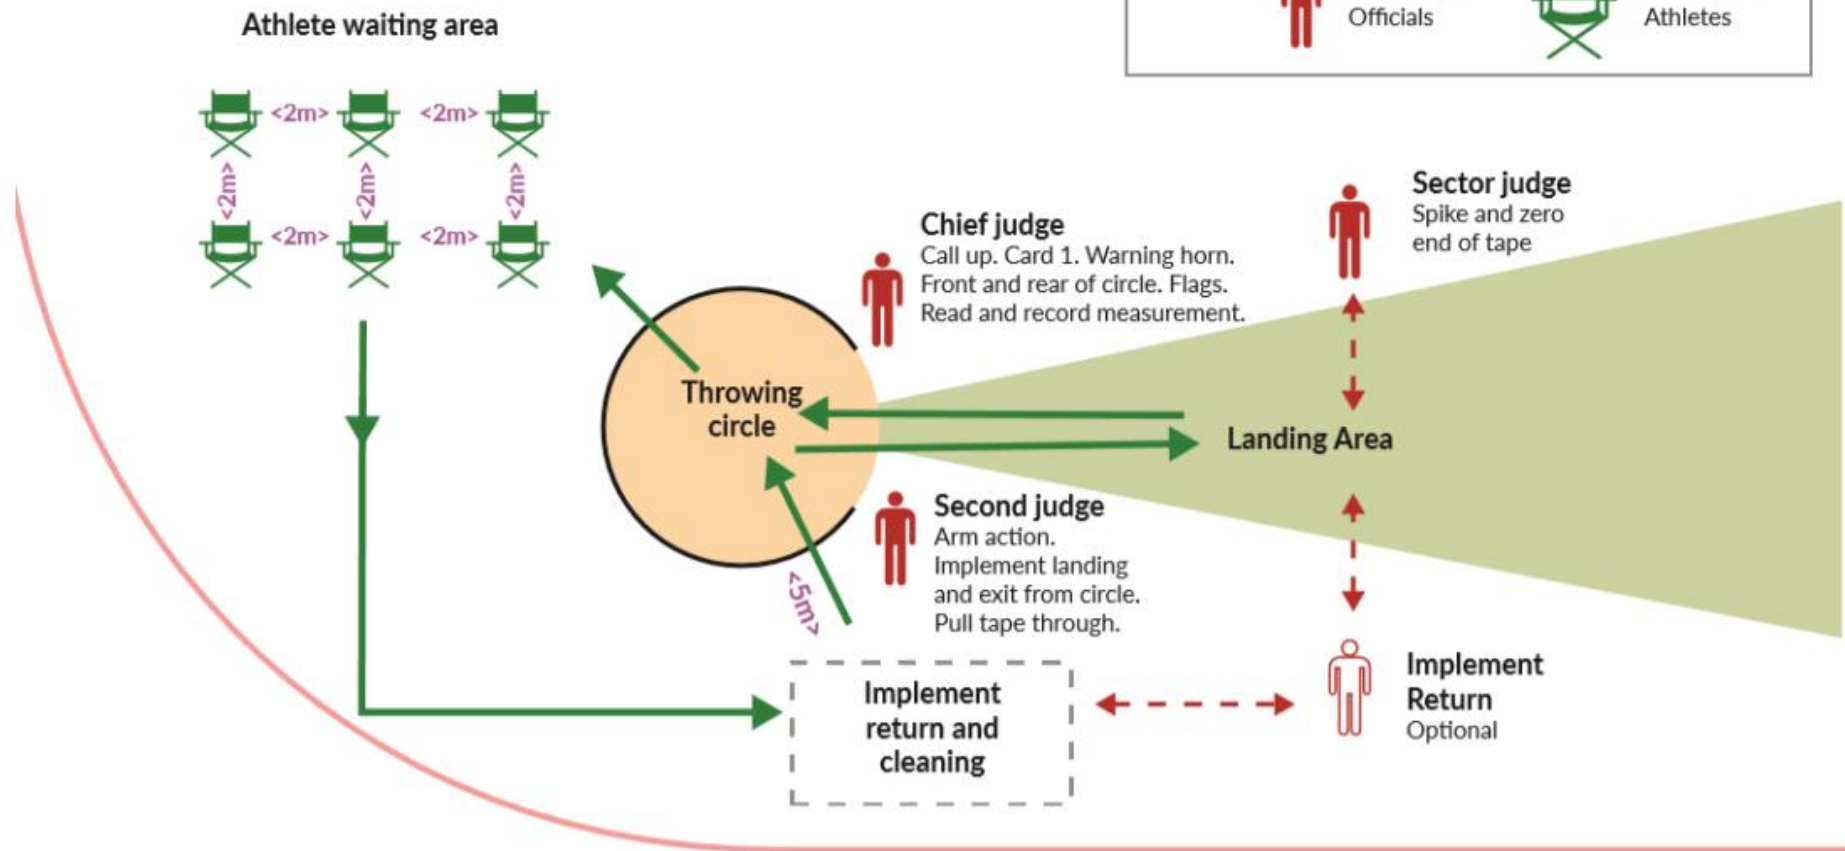 Athlete waiting area
Officials
Athletes
<2m> <2m>
<2m> <2m> <2m>
<2m> <2m>
Sector judge
Spike and zero
end of tape
Chief judge
Call up. Card 1. Warning horn.
Front and rear of circle. Flags.
Read and record measurement.
Throwing
circle
Landing Area
Second judge
Arm action.
Implement landing
and exit from circle.
Pull tape through.
<5m>
Implement
return and
cleaning
Implement
Return
Optional